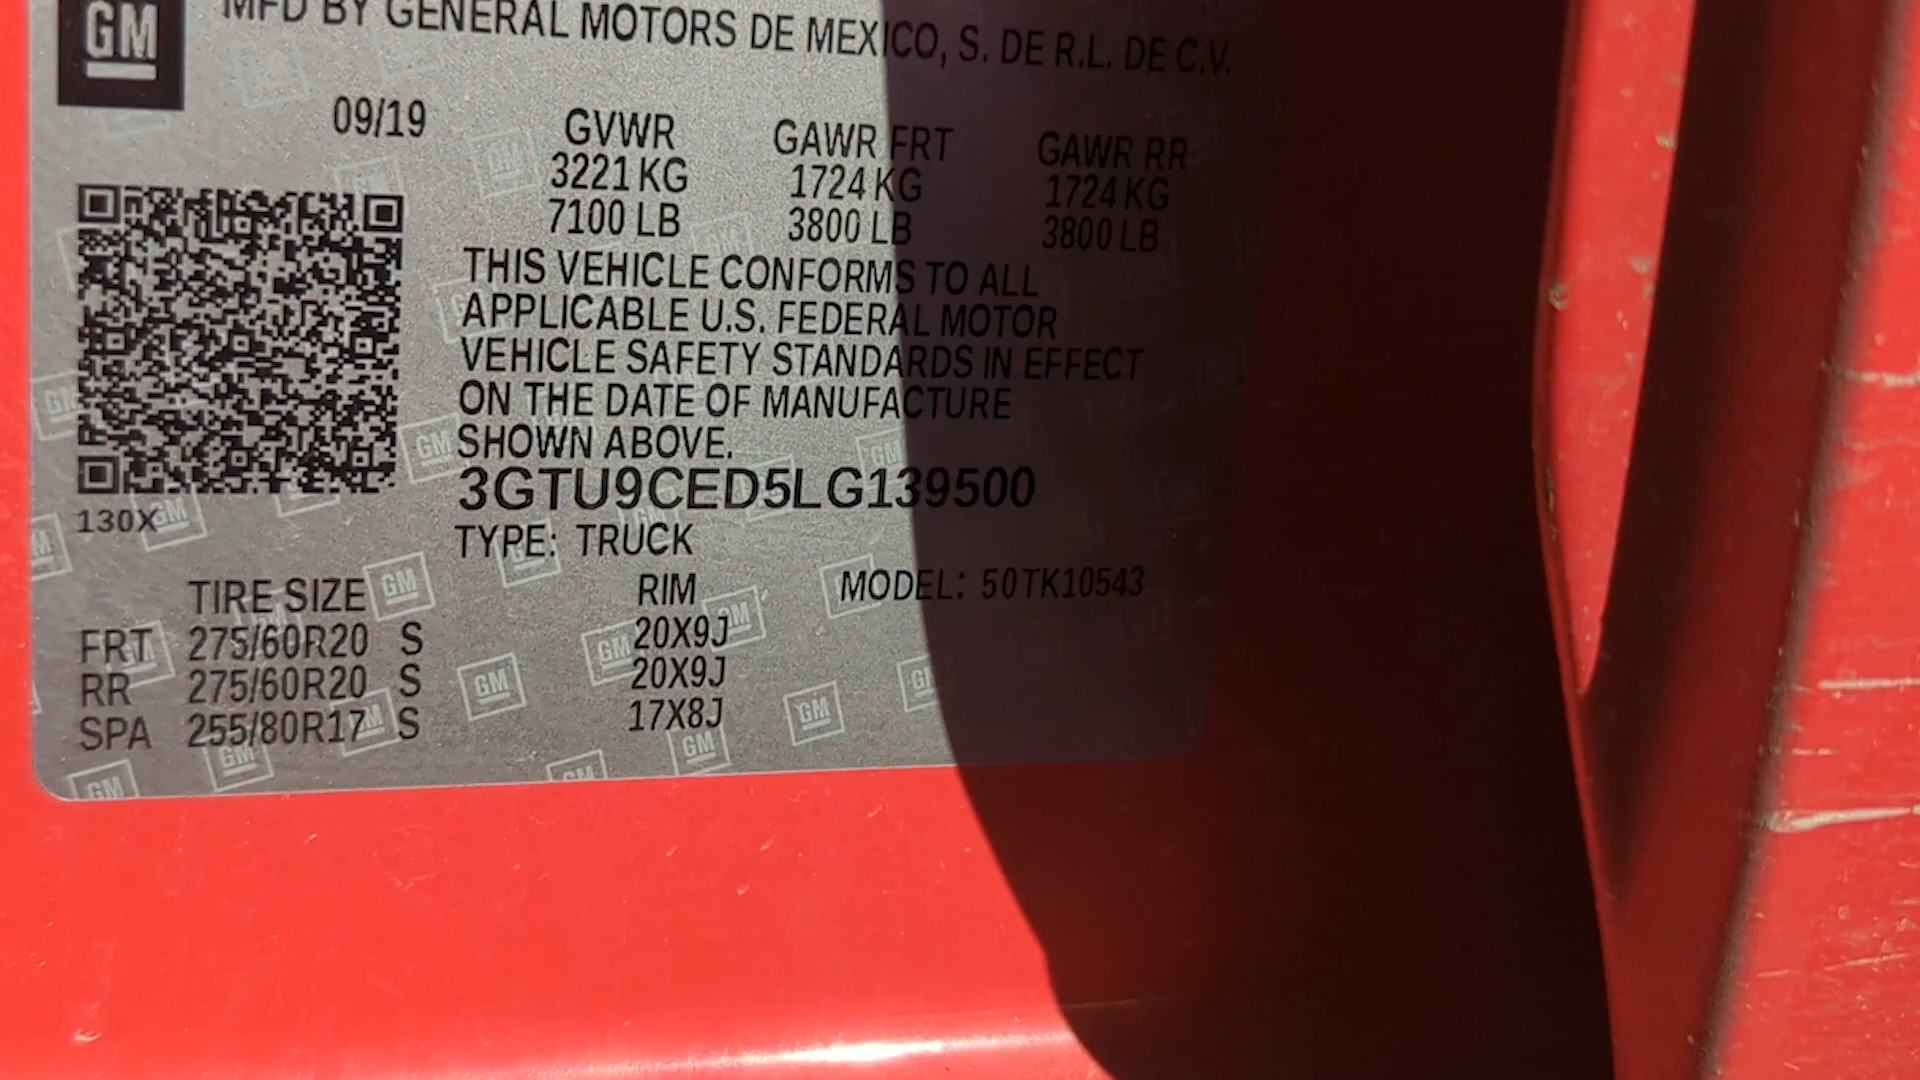 GM
MFD BY GENERAL MOTORS DE MEXICO, S. DE R.L. DE C.V.
09/19 GVWR GAWR FRT GAWR RR
3221 KG 1724 KG 1724 KG
7100 LB 3800 LB 3800 LB
THIS VEHICLE CONFORMS TO ALL
APPLICABLE U.S. FEDERAL MOTOR
VEHICLE SAFETY STANDARDS IN EFFECT
ON THE DATE OF MANUFACTURE
SHOWN ABOVE.
3GTU9CED5LG139500
130X
TYPE: TRUCK
TIRE SIZE RIM MODEL: 50TK10543
FRT 275/60R20 S 20X9J
RR 275/60R20 S 20X9J
SPA 255/80R17 S 17X8J